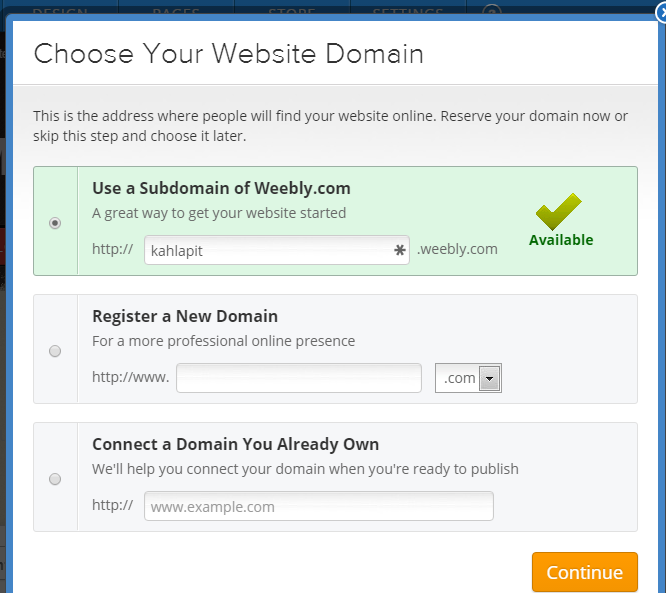 DESIGN PAGES STORE SETTINGS ?
Choose Your Website Domain
This is the address where people will find your website online. Reserve your domain now or
skip this step and choose it later.
Use a Subdomain of Weebly.com
A great way to get your website started
http:// kahlapit * .weebly.com
Available
Register a New Domain
For a more professional online presence
http://www. .com
Connect a Domain You Already Own
We'll help you connect your domain when you're ready to publish
http:// www.example.com
Continue